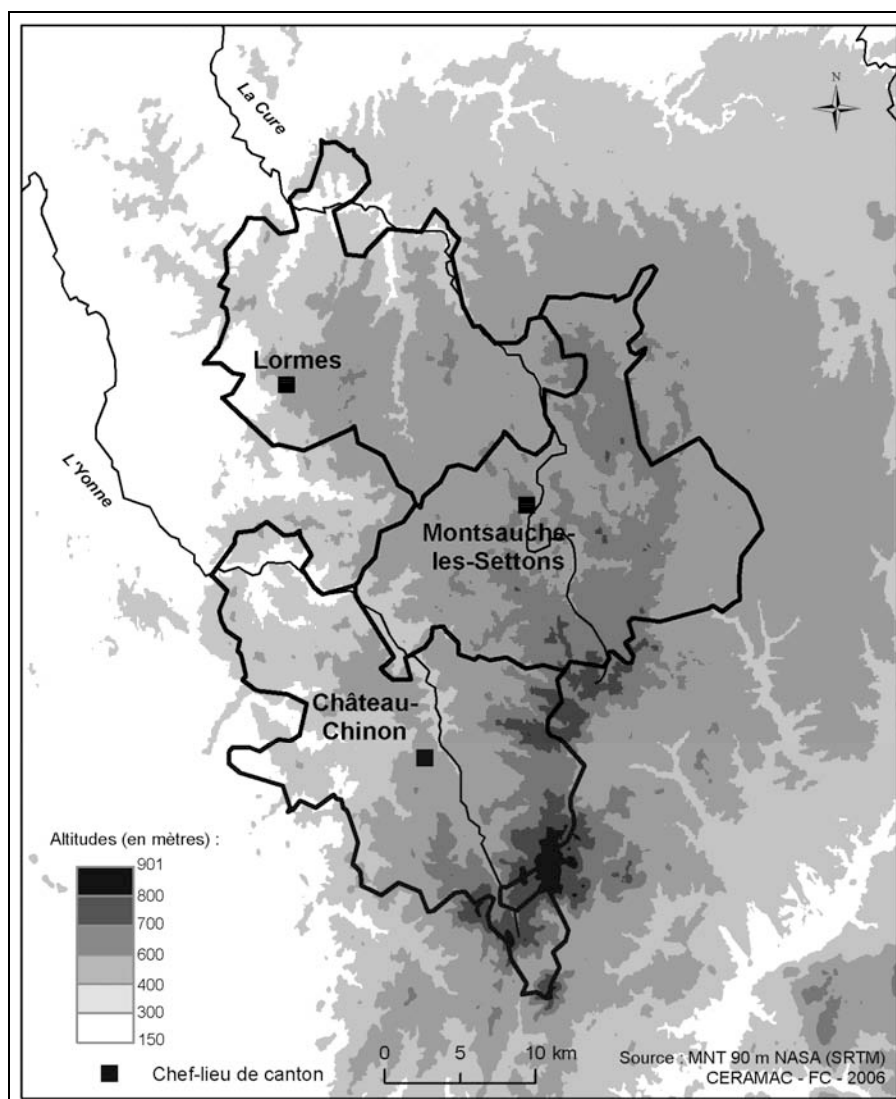 La Cure
N
Lormes
L'Yonne
Montsauche-
les-Settons
Château-
Chinon
Altitudes (en mètres) :
901
800
700
600
400
300
150
Chef-lieu de canton
0 5 10 km
Source : MNT 90 m NASA (SRTM)
CERAMAC - FC - 2006